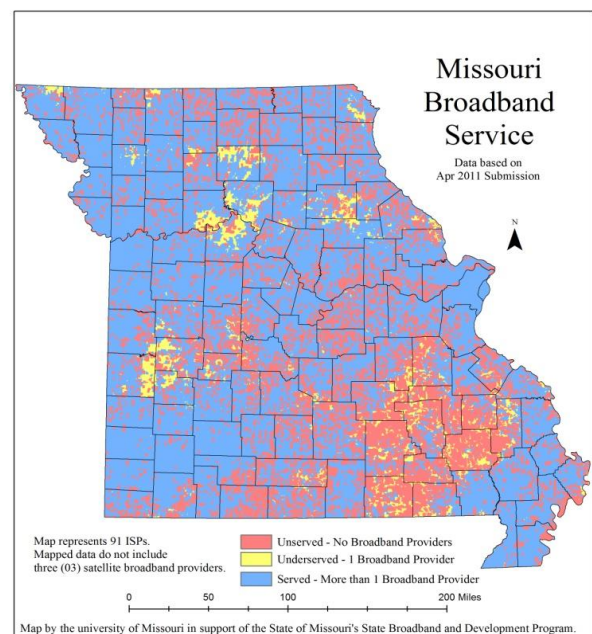 Missouri
Broadband
Service
Data based on
Apr 2011 Submission
N
Map represents 91 ISPs.
Mapped data do not include
three (03) satellite broadband providers.
Unserved - No Broadband Providers
Underserved - 1 Broadband Provider
Served - More than 1 Broadband Provider
0 50 100 200 Miles
Map by the university of Missouri in support of the State of Missouri's State Broadband and Development Program.